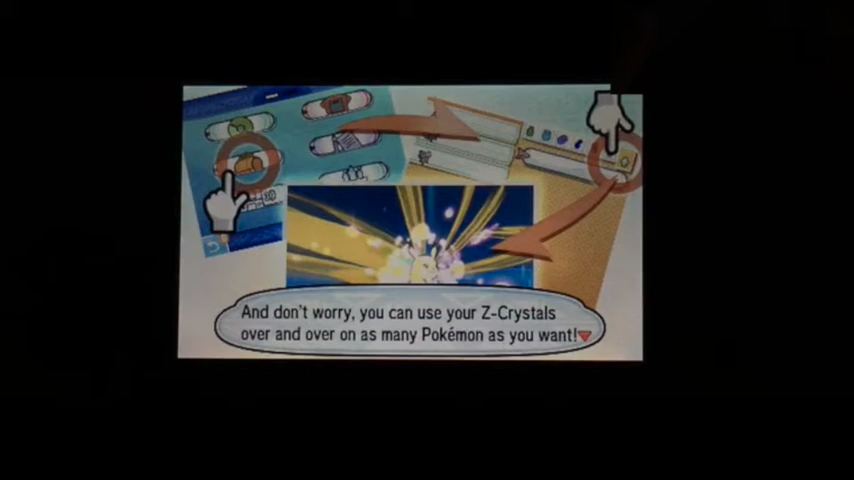 And don't worry, you can use your Z-Crystals
over and over on as many Pokémon as you want!